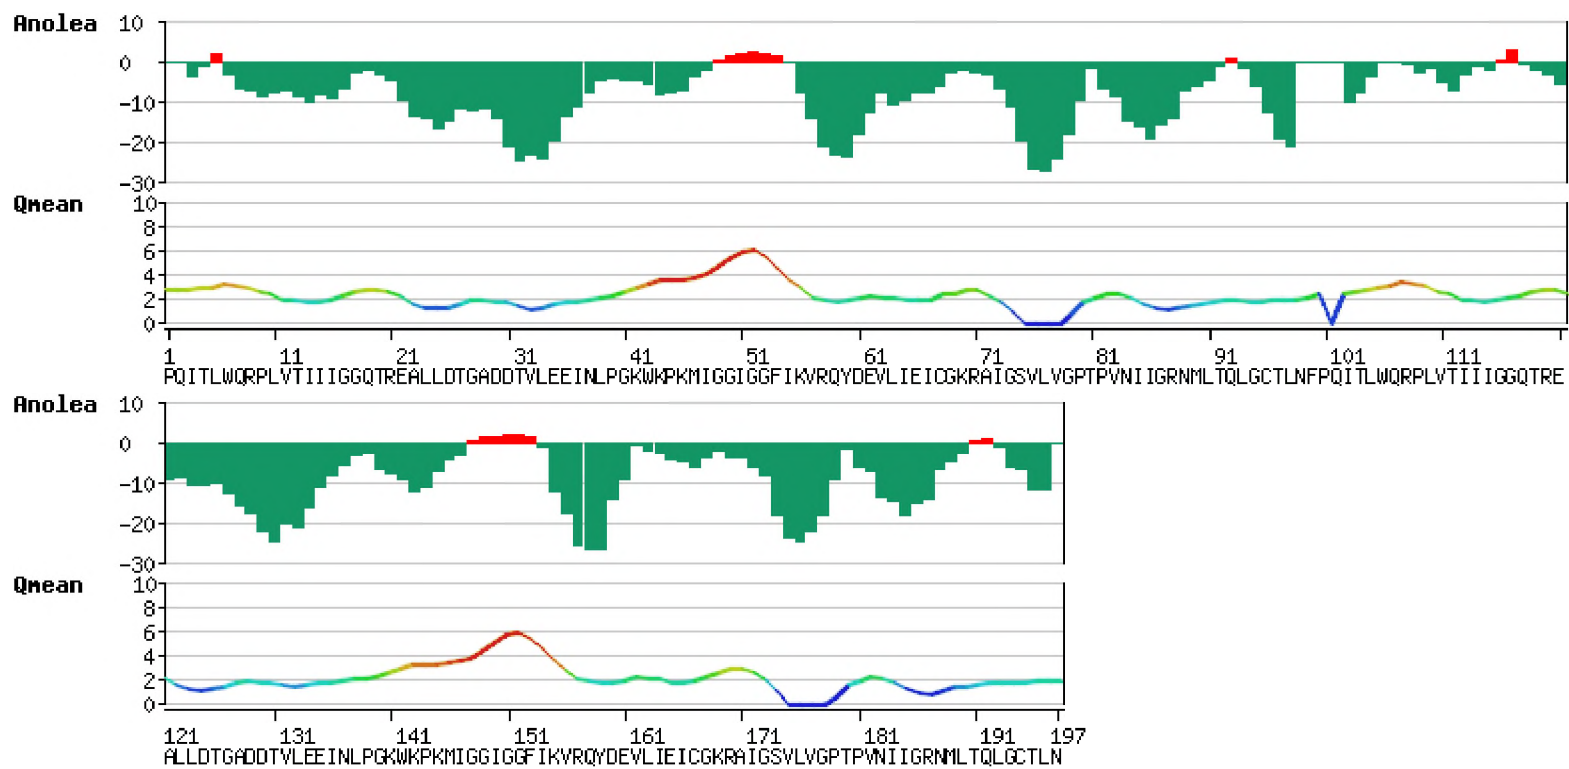 Anolea 10
0
-10
-20
-30
Qmean 10
8
6
4
2
0
1 11 21 31 41 51 61 71 81 91 101 111
PQITLWQRPLVTIIIGGQTREALLDTGADDTVLEEINLPGKWKPKMIGGIGGFIKVRQYDEVLIEICGKRAIGSVLVGPTPVNIIGRNMLTQLGCTLNFPQITLWQRPLVTIIIGGQTRE
Anolea 10
0
-10
-20
-30
Qmean 10
8
6
4
2
0
121 131 141 151 161 171 181 191 197
ALLDTGADDTVLEEINLPGKWKPKMIGGIGGFIKVRQYDEVLIEICGKRAIGSVLVGPTPVNIIGRNMLTQLGCTLN